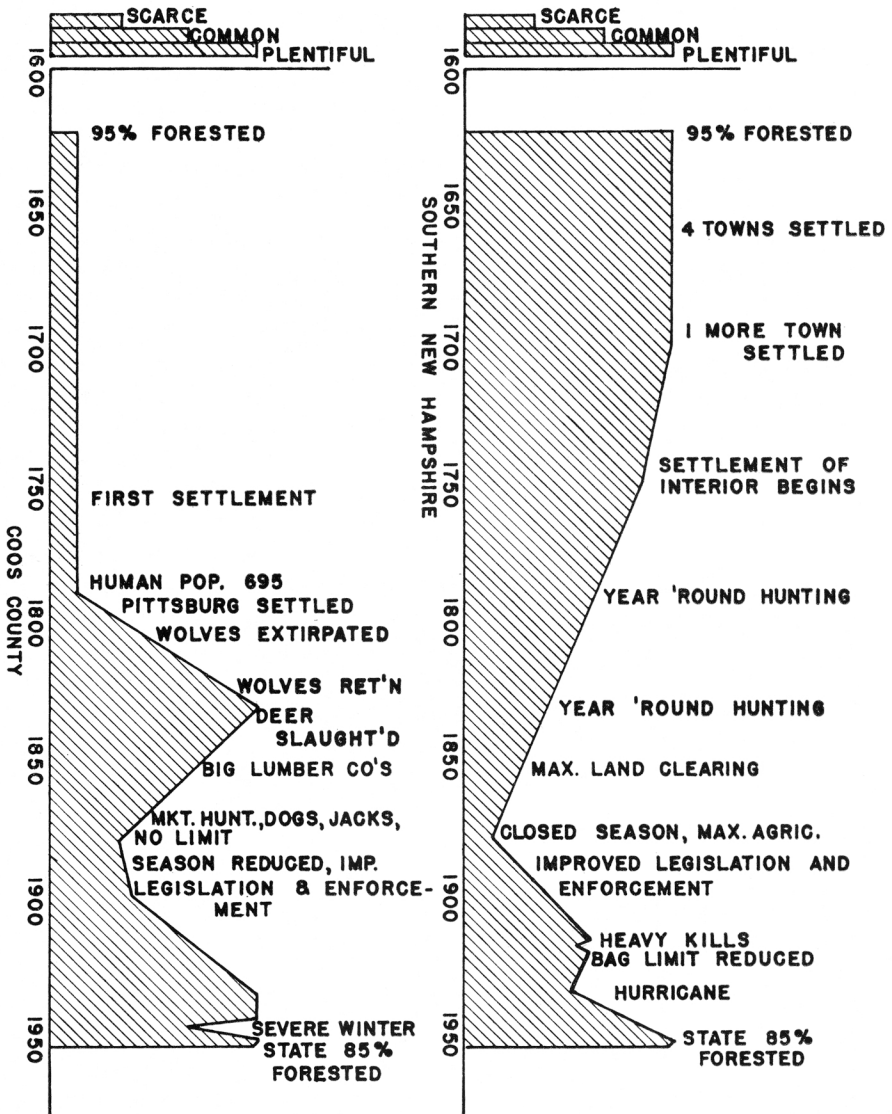 SCARCE
COMMON
PLENTIFUL
1600
95% FORESTED
1650
1700
1750
FIRST SETTLEMENT
COOS COUNTY
HUMAN POP. 695
PITTSBURG SETTLED
1800
WOLVES EXTIRPATED
WOLVES RET'N
DEER
SLAUGHT'D
1850
BIG LUMBER CO'S
MKT. HUNT., DOGS, JACKS,
NO LIMIT
SEASON REDUCED, IMP.
LEGISLATION & ENFORCE-
MENT
1900
SEVERE WINTER
1950
STATE 85%
FORESTED
SCARCE
COMMON
PLENTIFUL
1600
95% FORESTED
1650
4 TOWNS SETTLED
SOUTHERN NEW HAMPSHIRE
1700
1 MORE TOWN
SETTLED
1750
SETTLEMENT OF
INTERIOR BEGINS
1800
YEAR 'ROUND HUNTING
YEAR 'ROUND HUNTING
1850
MAX. LAND CLEARING
CLOSED SEASON, MAX. AGRIC.
IMPROVED LEGISLATION AND
ENFORCEMENT
1900
HEAVY KILLS
BAG LIMIT REDUCED
HURRICANE
1950
STATE 85%
FORESTED